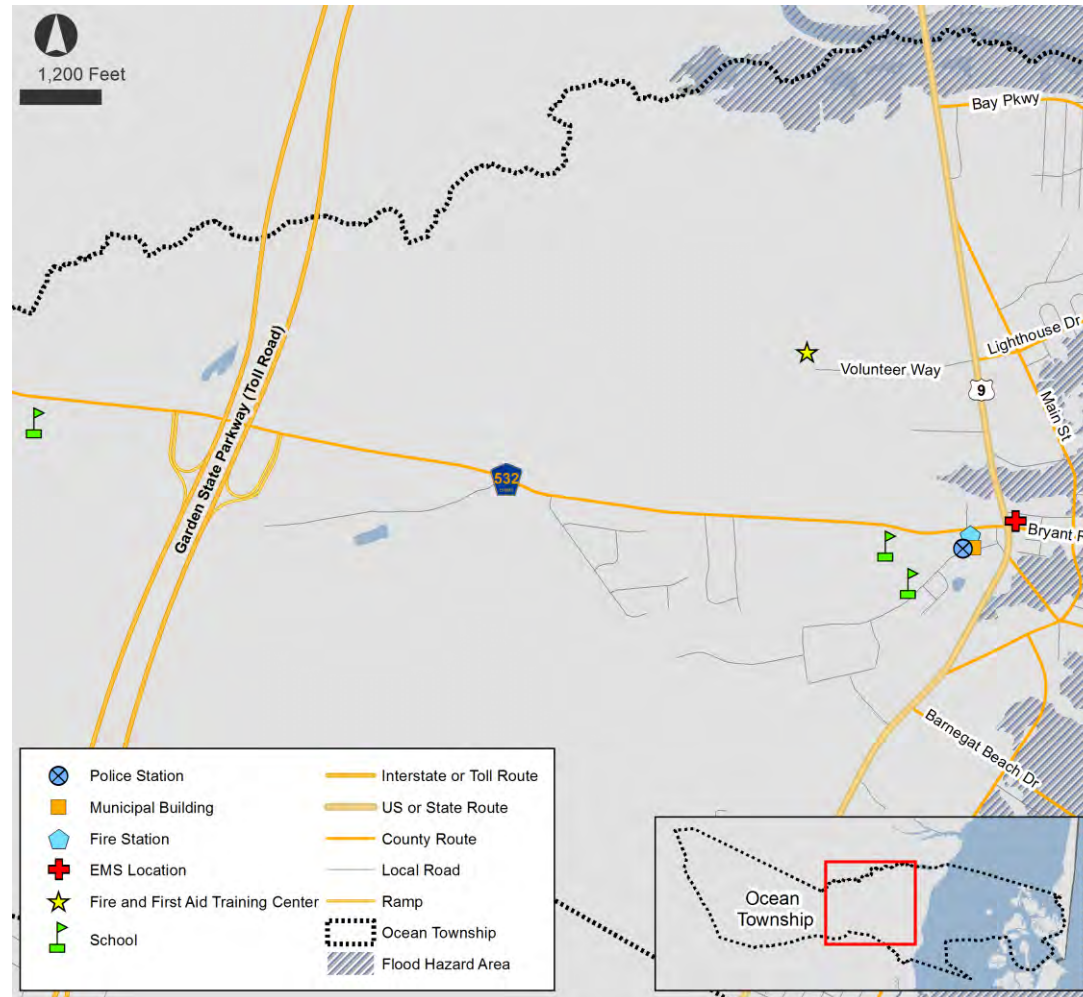 1,200 Feet
Bay Pkwy
Lighthouse Dr
Volunteer Way
9
Main St
Garden State Parkway (Toll Road)
532
Bryant R
Barnegat Beach Dr
Police Station
Municipal Building
Fire Station
EMS Location
Fire and First Aid Training Center
School
Interstate or Toll Route
US or State Route
County Route
Local Road
Ramp
Ocean Township
Flood Hazard Area
Ocean
Township